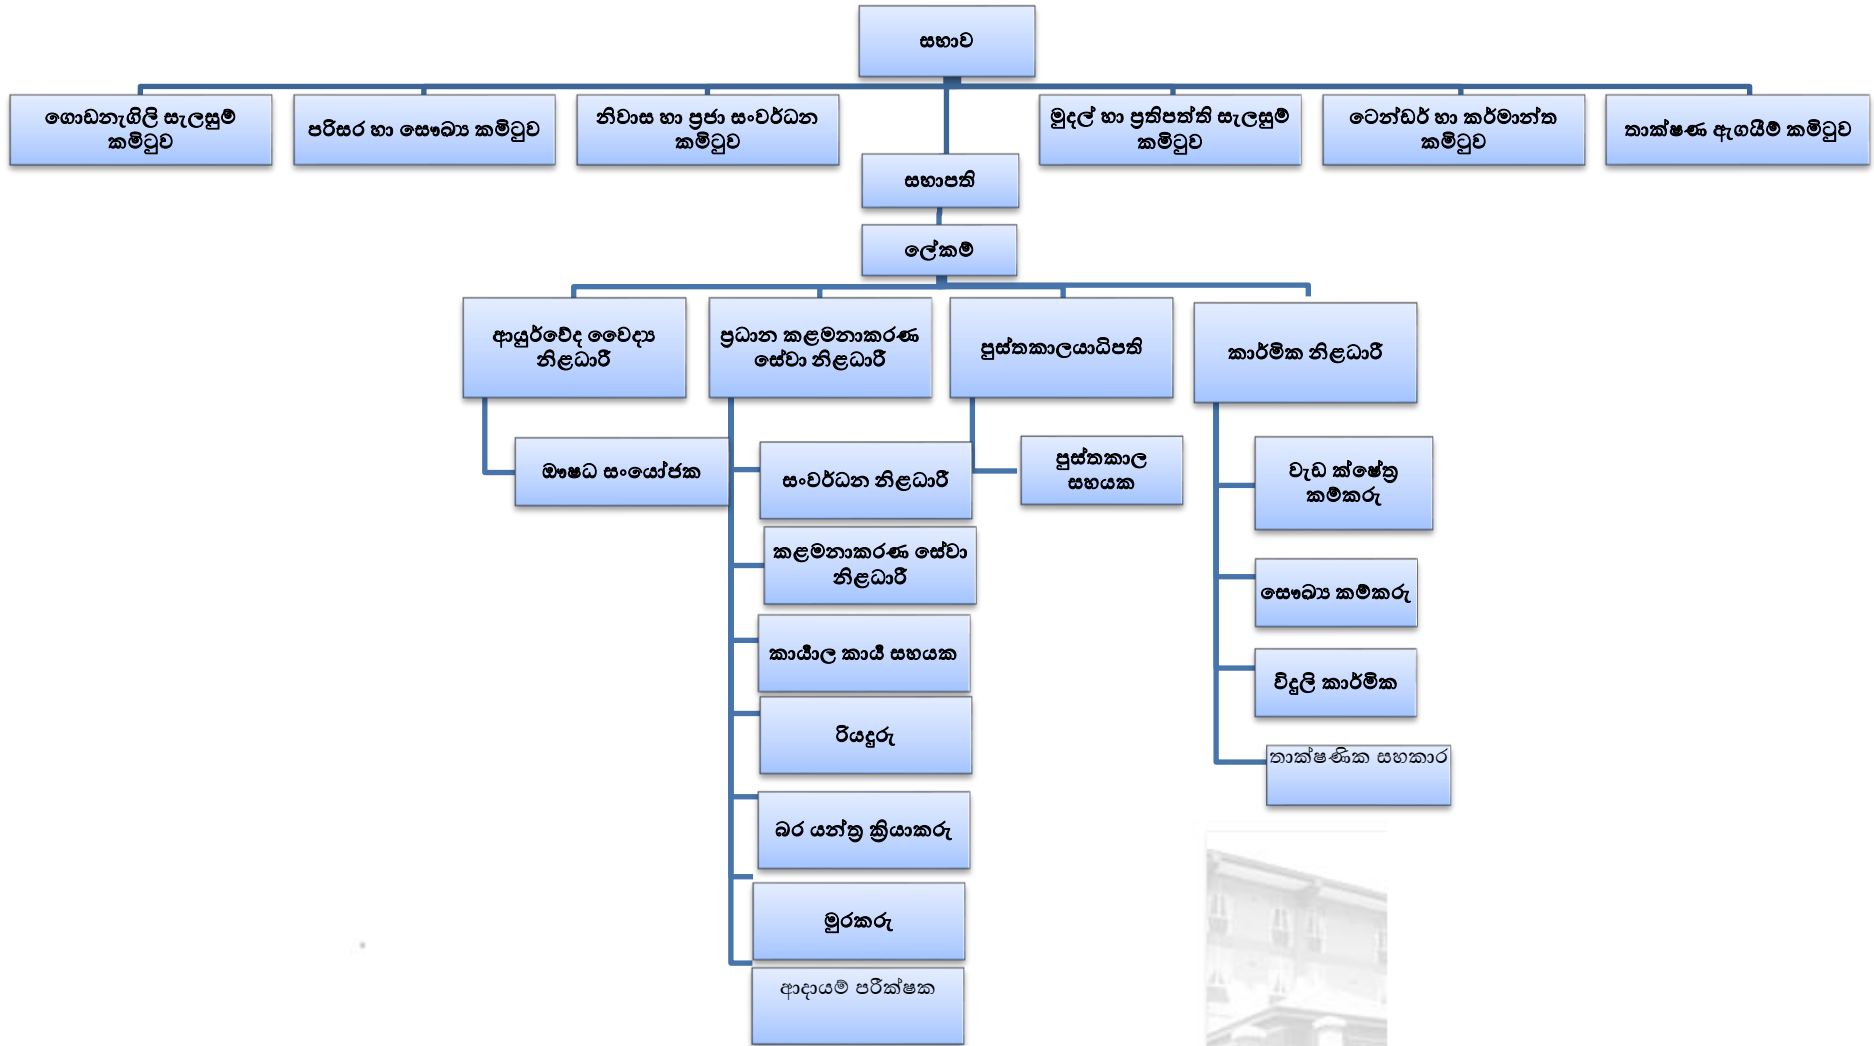 සභාව
ගොඩනැගිලි සැලසුම්
කමිටුව
පරිසර හා සෞඛ්‍ය කමිටුව
නිවාස හා ප්‍රජා සංවර්ධන
කමිටුව
මුදල් හා ප්‍රතිපත්ති සැලසුම්
කමිටුව
ටෙන්ඩර් හා කර්මාන්ත
කමිටුව
තාක්ෂණ ඇගයීම් කමිටුව
සභාපති
ලේකම්
ආයුර්වේද වෛද්‍ය
නිළධාරී
ප්‍රධාන කළමනාකරණ
සේවා නිළධාරී
පුස්තකාලයාධිපති
කාර්මික නිළධාරී
ඖෂධ සංයෝජක
සංවර්ධන නිළධාරී
කළමනාකරණ සේවා
නිළධාරී
කාර්‍යාල කාර්‍ය සහයක
රියදුරු
බර යන්ත්‍ර ක්‍රියාකරු
මුරකරු
ආදායම් පරීක්ෂක
පුස්තකාල
සහයක
වැඩ ක්ෂේත්‍ර
කම්කරු
සෞඛ්‍ය කම්කරු
විදුලි කාර්මික
තාක්ෂණික සහකාර